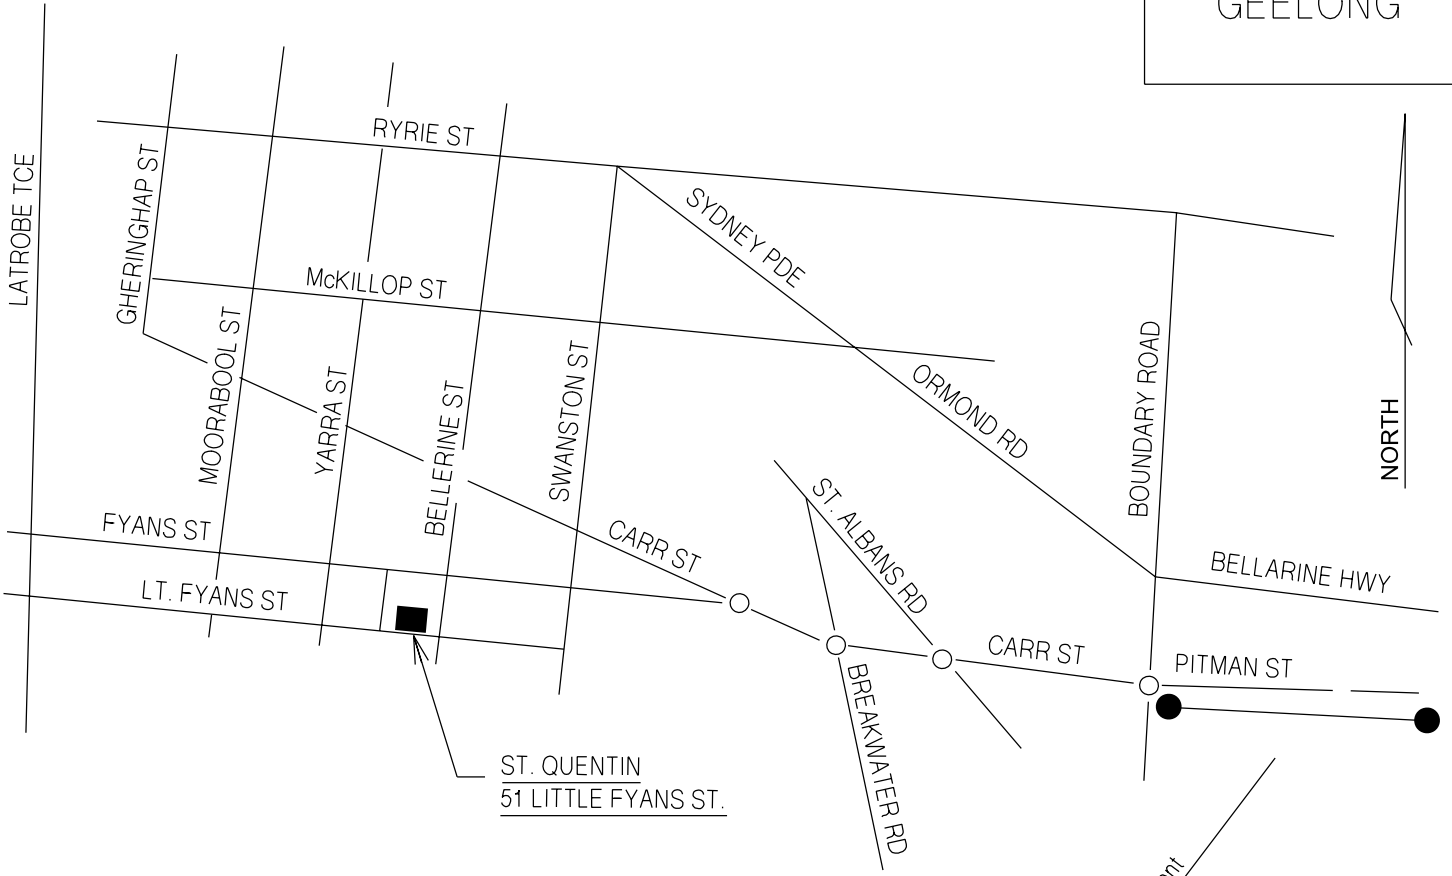 GEELONG
RYRIE ST
LATROBE TCE
GHERINGHAP ST
SYDNEY PDE
McKILLOP ST
MOORABOOL ST
YARRA ST
BELLERINE ST
SWANSTON ST
ORMOND RD
BOUNDARY ROAD
NORTH
FYANS ST
CARR ST
ST. ALBANS RD
BELLARINE HWY
LT. FYANS ST
CARR ST
PITMAN ST
BREAKWATER RD
ST. QUENTIN
51 LITTLE FYANS ST.